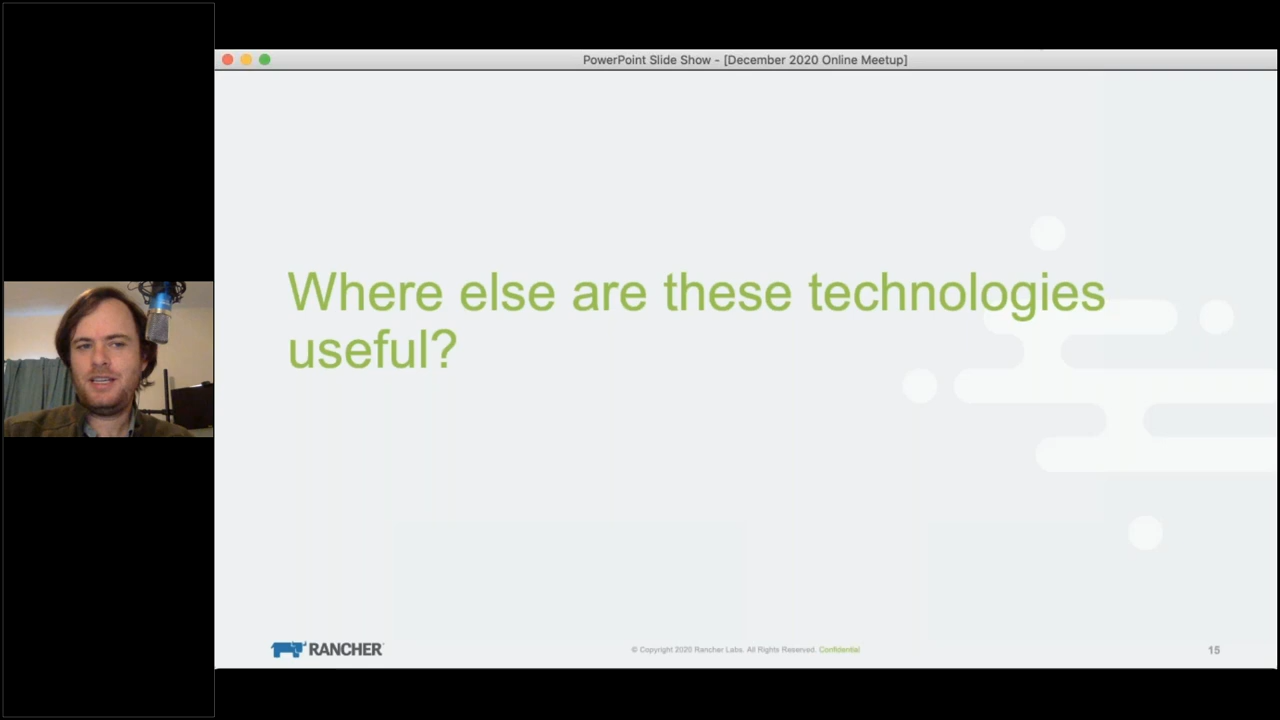 PowerPoint Slide Show - [December 2020 Online Meetup]
Where else are these technologies
useful?
RANCHER
© Copyright 2020 Rancher Labs. All Rights Reserved. Confidential
15